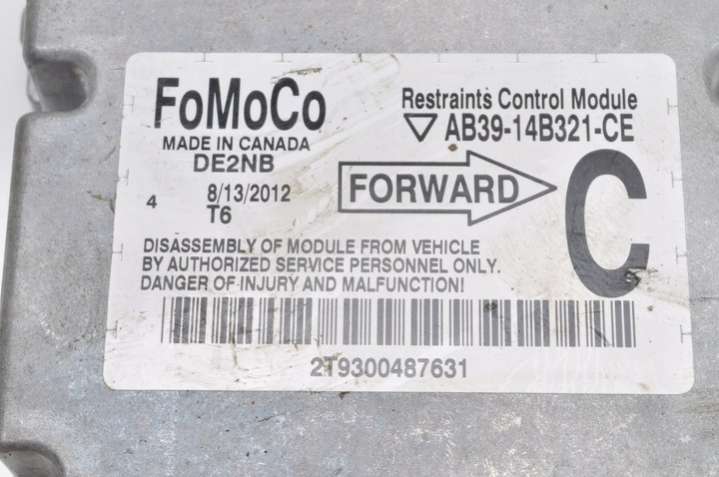 FoMoCo
MADE IN CANADA
DE2NB
4
8/13/2012
T6
Restraints Control Module
AB39-14B321-CE
FORWARD
C
DISASSEMBLY OF MODULE FROM VEHICLE
BY AUTHORIZED SERVICE PERSONNEL ONLY.
DANGER OF INJURY AND MALFUNCTION!
2T9300487631